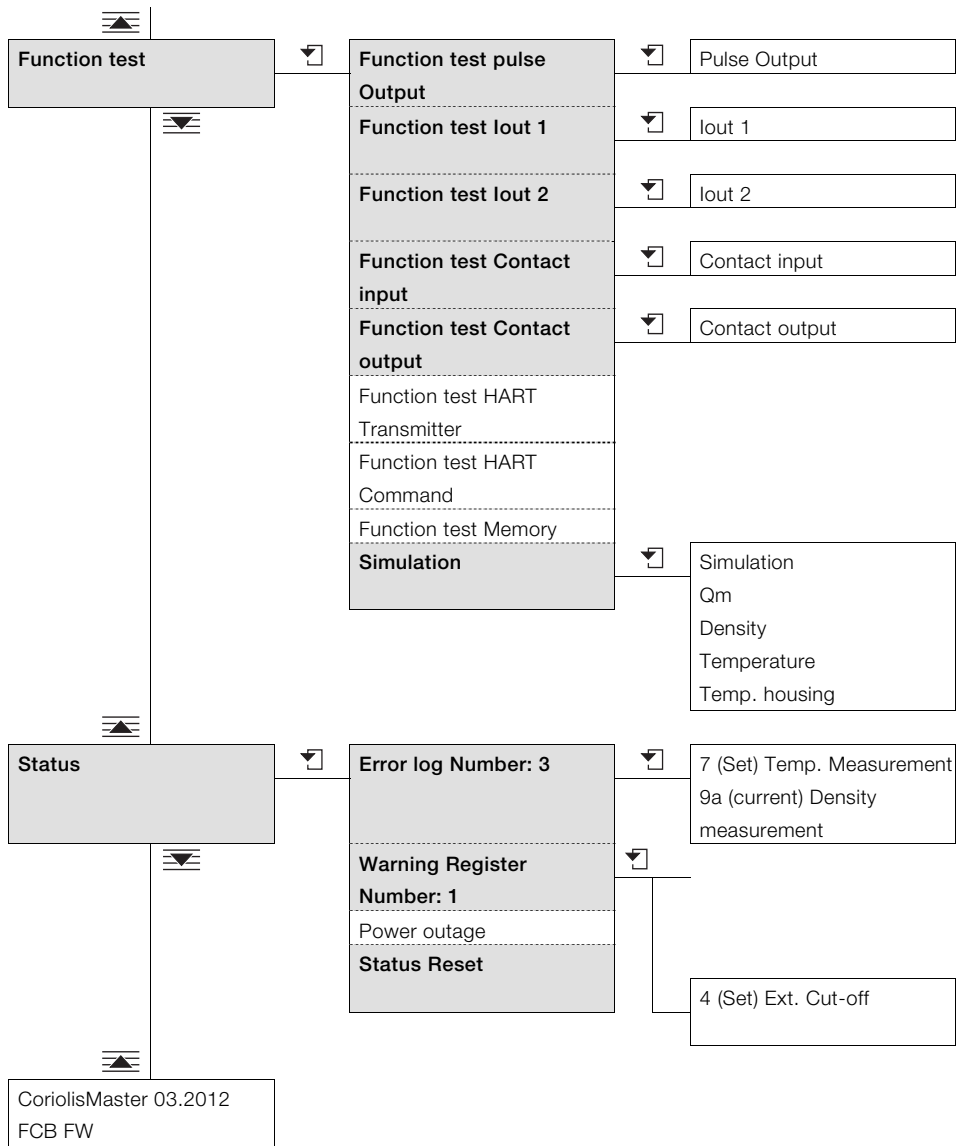 Function test
Function test pulse
Output
Pulse Output
Function test Iout 1
Iout 1
Function test Iout 2
Iout 2
Function test Contact
input
Contact input
Function test Contact
output
Contact output
Function test HART
Transmitter
Function test HART
Command
Function test Memory
Simulation
Simulation
Qm
Density
Temperature
Temp. housing
Status
Error log Number: 3
7 (Set) Temp. Measurement
9a (current) Density
measurement
Warning Register
Number: 1
Power outage
Status Reset
4 (Set) Ext. Cut-off
CoriolisMaster 03.2012
FCB FW